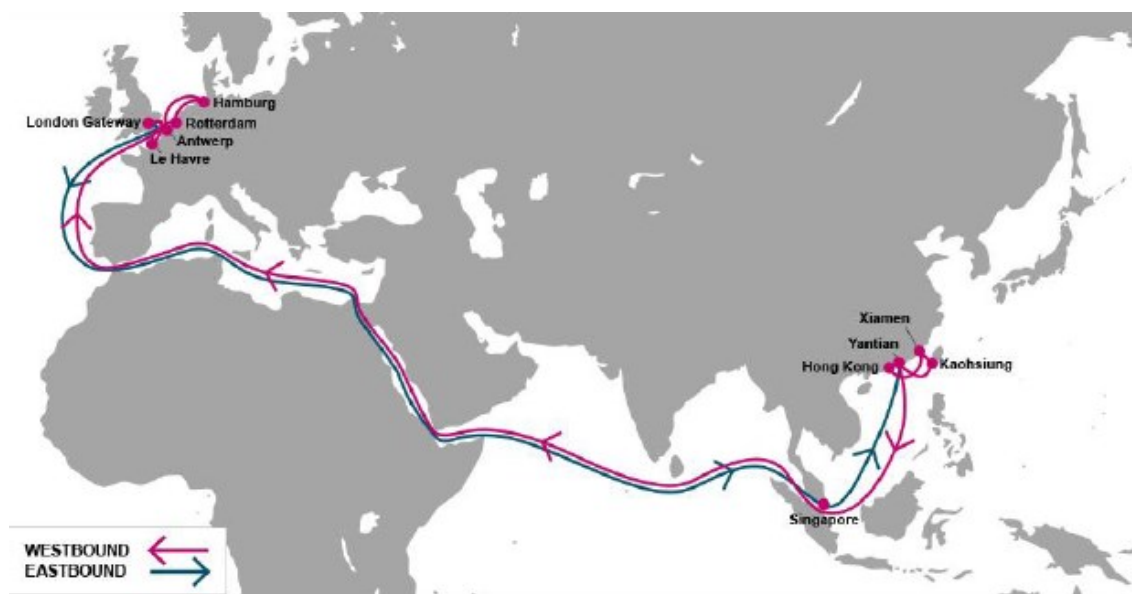 Hamburg
London Gateway
Rotterdam
Antwerp
Le Havre
Xiamen
Yantian
Hong Kong
Kaohsiung
Singapore
WESTBOUND
EASTBOUND